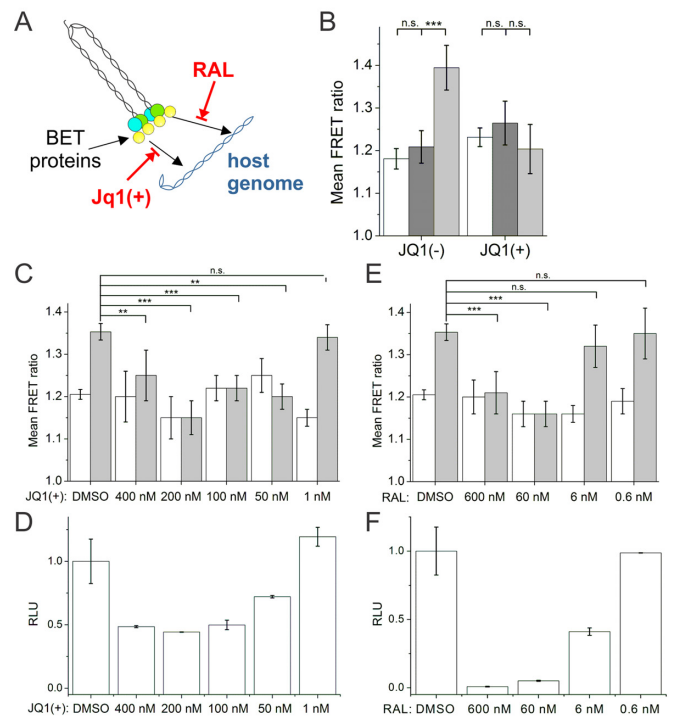 A
RAL
BET
proteins
host
genome
Jq1(+)
B
n.s. *** n.s. n.s.
Mean FRET ratio
1.4
1.3
1.2
1.1
1.0
JQ1(-) JQ1(+)
C
n.s.
**
***
***
**
Mean FRET ratio
1.4
1.3
1.2
1.1
1.0
JQ1(+): DMSO 400 nM 200 nM 100 nM 50 nM 1 nM
E
n.s.
n.s.
***
***
Mean FRET ratio
1.4
1.3
1.2
1.1
1.0
RAL: DMSO 600 nM 60 nM 6 nM 0.6 nM
D
RLU
1.0
0.5
0.0
JQ1(+): DMSO 400 nM 200 nM 100 nM 50 nM 1 nM
F
RLU
1.0
0.5
0.0
RAL: DMSO 600 nM 60 nM 6 nM 0.6 nM